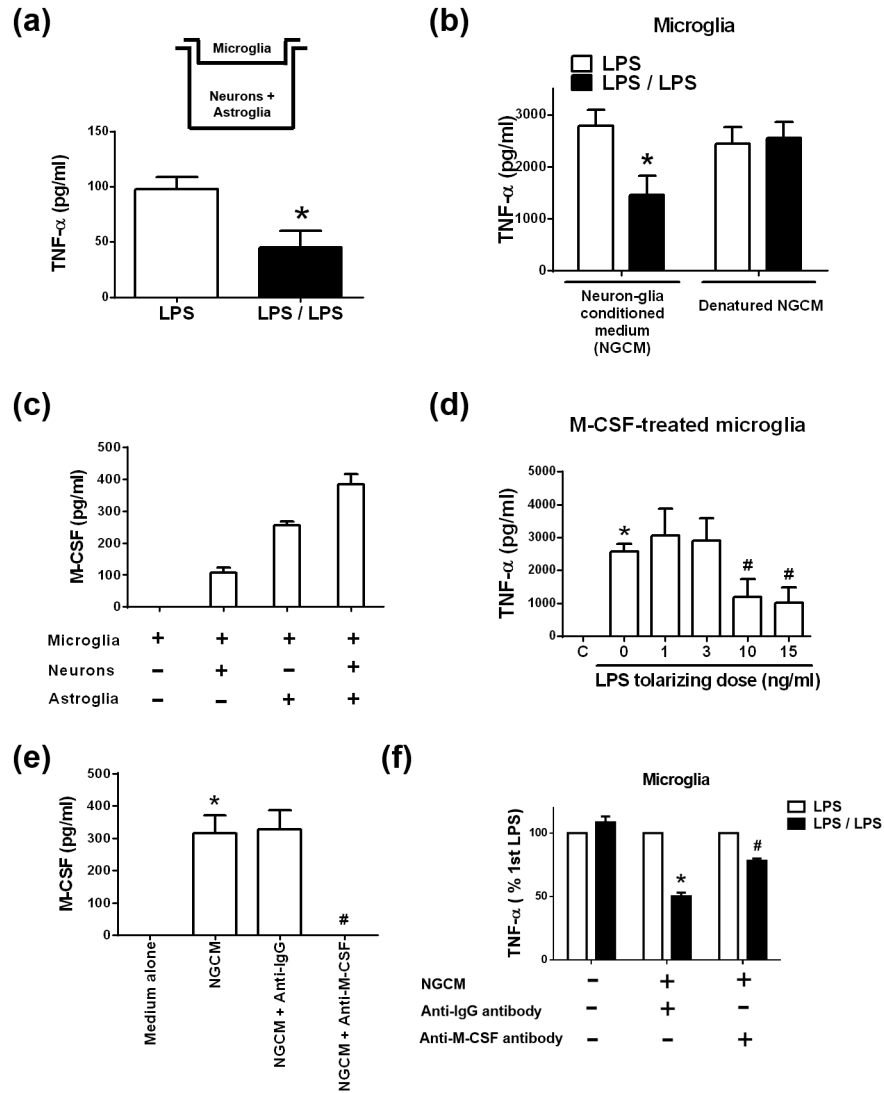 (a)
Microglia
Neurons +
Astroglia
TNF-α (pg/ml)
150
100
50
0
*
LPS
LPS / LPS
(b)
Microglia
LPS
LPS / LPS
TNF-α (pg/ml)
3000
2000
1000
0
*
Neuron-glia
conditioned
medium
(NGCM)
Denatured NGCM
(c)
M-CSF (pg/ml)
500
400
300
200
100
0
Microglia + + + +
Neurons - + - +
Astroglia - - + +
(d)
M-CSF-treated microglia
TNF-α (pg/ml)
5000
4000
3000
2000
1000
0
* # #
C 0 1 3 10 15
LPS tolarizing dose (ng/ml)
(e)
M-CSF (pg/ml)
500
400
300
200
100
0
* #
Medium alone
NGCM
NGCM + Anti-IgG
NGCM + Anti-M-CSF
(f)
Microglia
LPS
LPS / LPS
TNF-α ( % 1st LPS)
100
50
0
* #
NGCM - + +
Anti-IgG antibody - + -
Anti-M-CSF antibody - - +